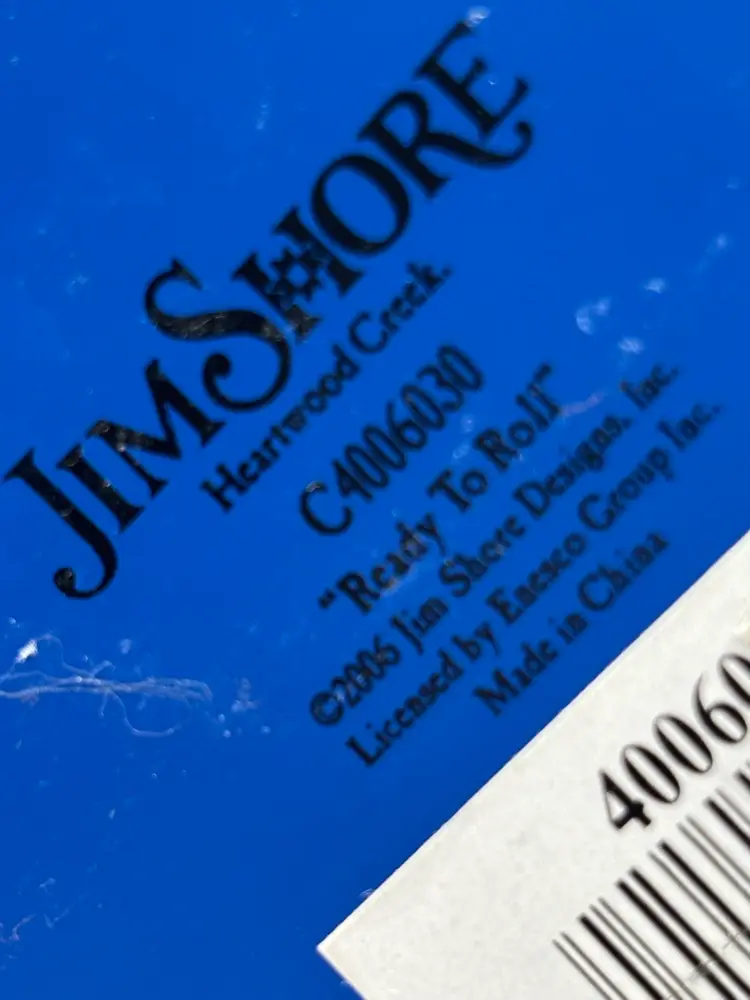 JIM SHORE
Heartwood Creek.
C4006030
"Ready To Roll"
©2006 Jim Shore Designs, Inc.
Licensed by Enesco Group Inc.
Made in China
40060